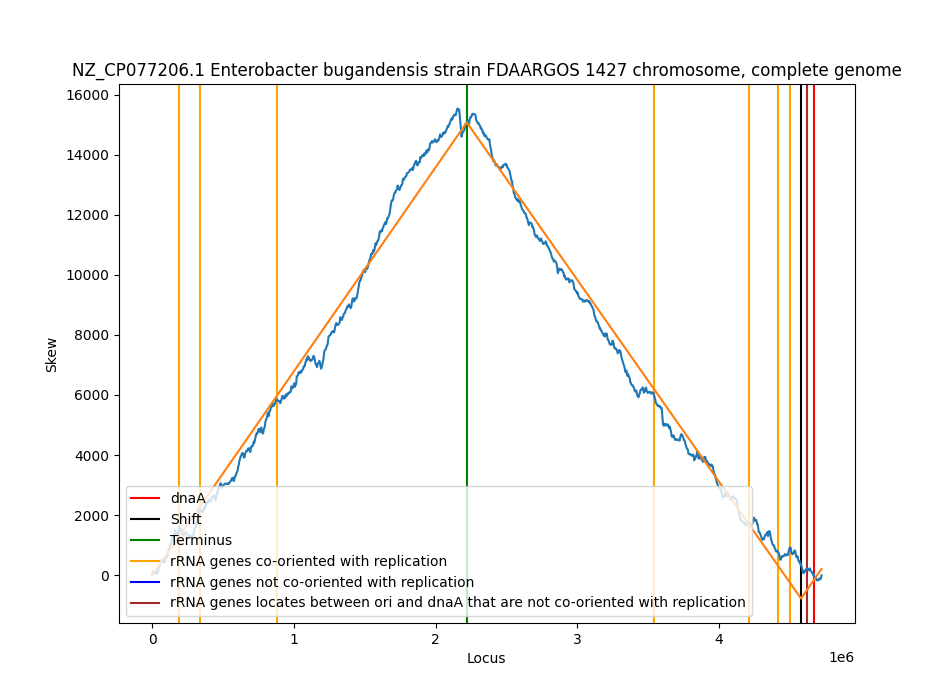 NZ_CP077206.1 Enterobacter bugandensis strain FDAARGOS 1427 chromosome, complete genome
16000
14000
12000
10000
8000
6000
4000
2000
0
Skew
dnaA
Shift
Terminus
rRNA genes co-oriented with replication
rRNA genes not co-oriented with replication
rRNA genes locates between ori and dnaA that are not co-oriented with replication
0 1 2 3 4
1e6
Locus